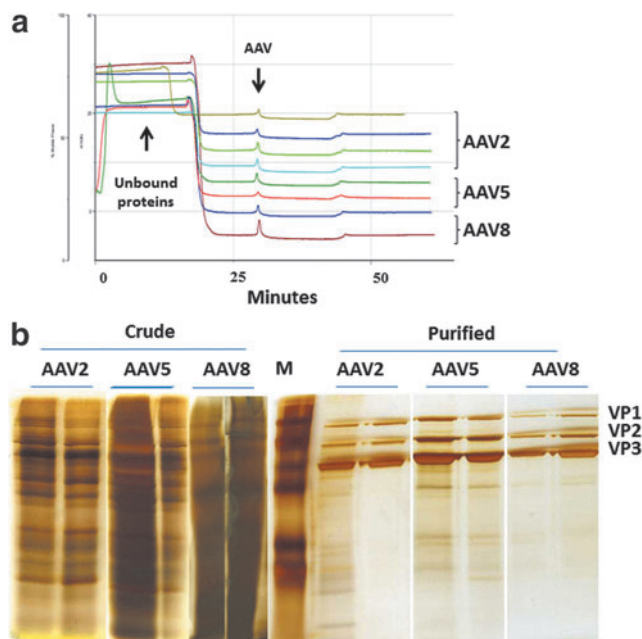 a
AAV
Unbound
proteins
AAV2
AAV5
AAV8
0 25 50
Minutes
b
Crude
M
Purified
AAV2 AAV5 AAV8
AAV2 AAV5 AAV8
VP1
VP2
VP3